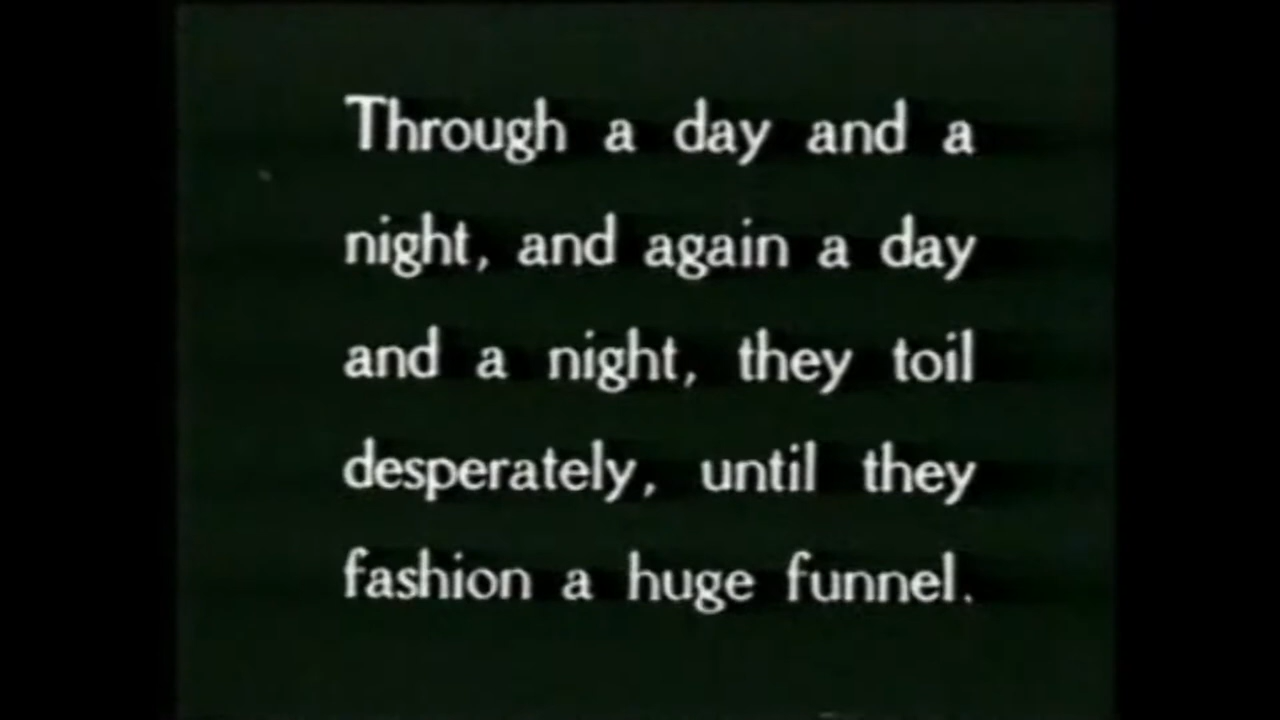 Through a day and a
night, and again a day
and a night, they toil
desperately, until they
fashion a huge funnel.